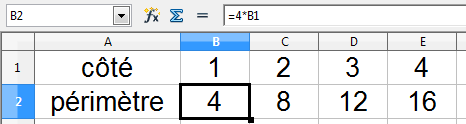 B2 =4*B1
A B C D E
1 côté 1 2 3 4
2 périmètre 4 8 12 16